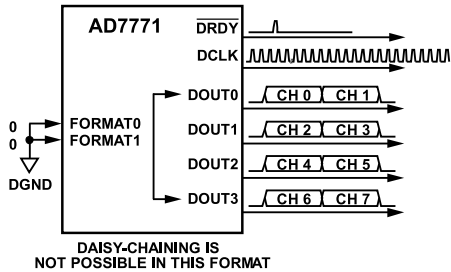 AD7771
DRDY
DCLK
DOUT0
CH 0 CH 1
0 FORMAT0
DOUT1
CH 2 CH 3
0 FORMAT1
DGND
DOUT2
CH 4 CH 5
DOUT3
CH 6 CH 7
DAISY-CHAINING IS
NOT POSSIBLE IN THIS FORMAT